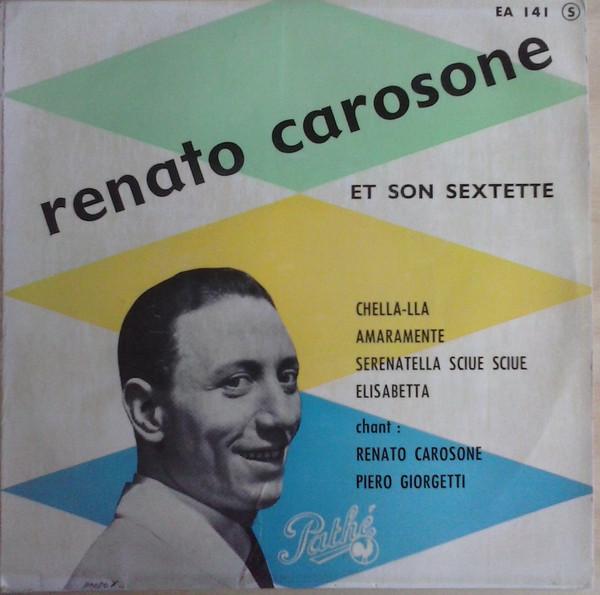 EA 141 S
renato carosone
ET SON SEXTETTE
CHELLA-LLA
AMARAMENTE
SERENATELLA SCIUE SCIUE
ELISABETTA
chant :
RENATO CAROSONE
PIERO GIORGETTI
Pathé